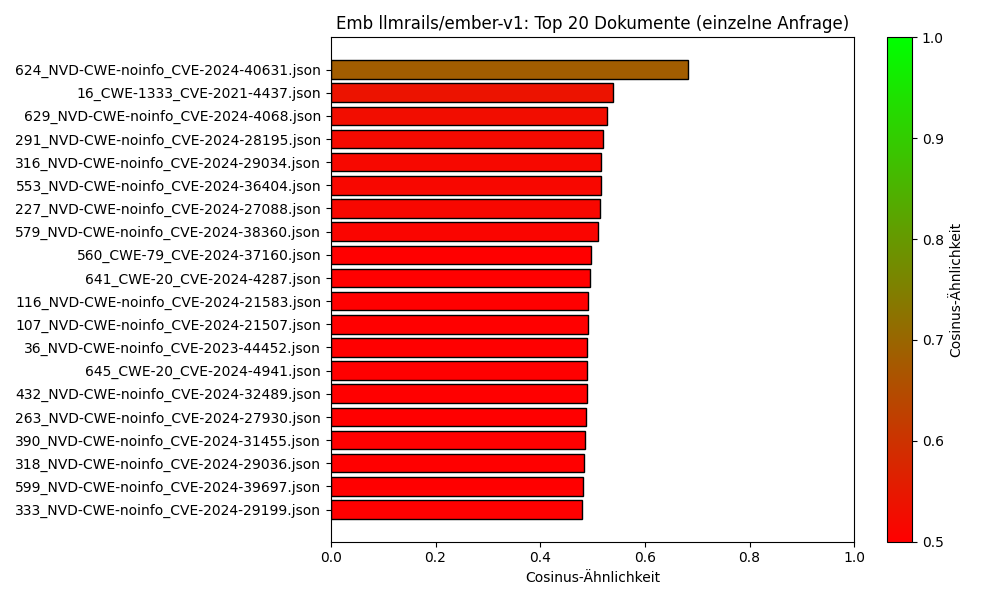 Emb llmrails/ember-v1: Top 20 Dokumente (einzelne Anfrage)
624_NVD-CWE-noinfo_CVE-2024-40631.json
16_CWE-1333_CVE-2021-4437.json
629_NVD-CWE-noinfo_CVE-2024-4068.json
291_NVD-CWE-noinfo_CVE-2024-28195.json
316_NVD-CWE-noinfo_CVE-2024-29034.json
553_NVD-CWE-noinfo_CVE-2024-36404.json
227_NVD-CWE-noinfo_CVE-2024-27088.json
579_NVD-CWE-noinfo_CVE-2024-38360.json
560_CWE-79_CVE-2024-37160.json
641_CWE-20_CVE-2024-4287.json
116_NVD-CWE-noinfo_CVE-2024-21583.json
107_NVD-CWE-noinfo_CVE-2024-21507.json
36_NVD-CWE-noinfo_CVE-2023-44452.json
645_CWE-20_CVE-2024-4941.json
432_NVD-CWE-noinfo_CVE-2024-32489.json
263_NVD-CWE-noinfo_CVE-2024-27930.json
390_NVD-CWE-noinfo_CVE-2024-31455.json
318_NVD-CWE-noinfo_CVE-2024-29036.json
599_NVD-CWE-noinfo_CVE-2024-39697.json
333_NVD-CWE-noinfo_CVE-2024-29199.json
0.0 0.2 0.4 0.6 0.8 1.0
Cosinus-Ähnlichkeit
1.0
0.9
0.8
0.7
0.6
0.5
Cosinus-Ähnlichkeit